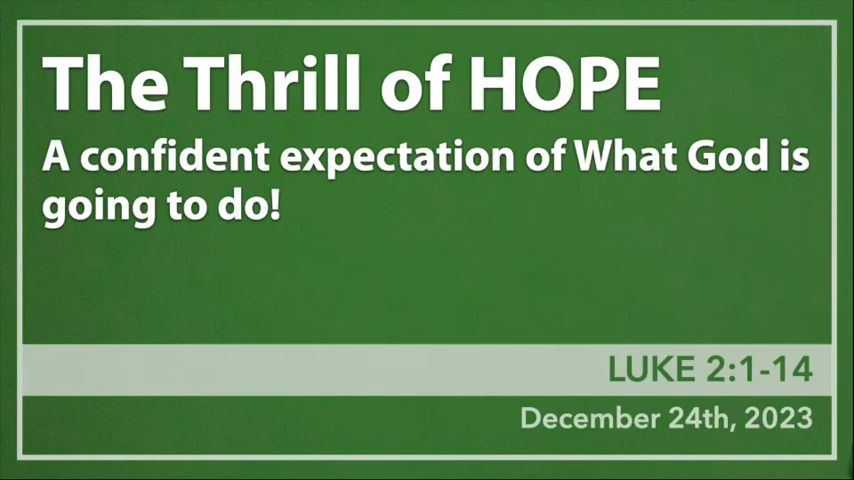 The Thrill of HOPE
A confident expectation of What God is
going to do!
LUKE 2:1-14
December 24th, 2023